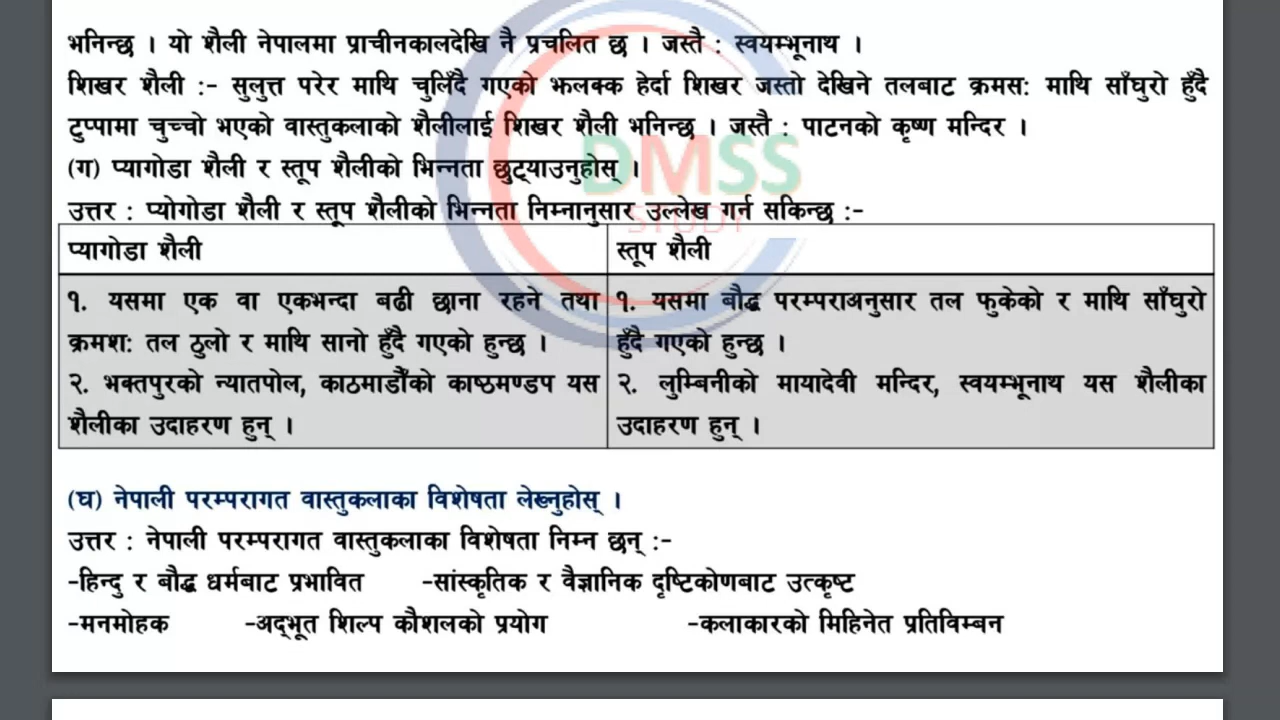 भनिन्छ । यो शैली नेपालमा प्राचीनकालदेखि नै प्रचलित छ । जस्तै : स्वयम्भूनाथ ।
शिखर शैली :- सुलुत्त परेर माथि चुलिँदै गएको झलक्क हेर्दा शिखर जस्तो देखिने तलबाट क्रमस: माथि साँघुरो हुँदै
टुप्पामा चुच्चो भएको वास्तुकलाको शैलीलाई शिखर शैली भनिन्छ । जस्तै : पाटनको कृष्ण मन्दिर ।
(ग) प्यागोडा शैली र स्तूप शैलीको भिन्नता छुट्याउनुहोस् ।
उत्तर : प्योगोडा शैली र स्तूप शैलीको भिन्नता निम्नानुसार उल्लेख गर्न सकिन्छ :-
DMSS
STUDY
प्यागोडा शैली
१. यसमा एक वा एकभन्दा बढी छाना रहने तथा
क्रमश: तल ठुलो र माथि सानो हुँदै गएको हुन्छ ।
२. भक्तपुरको न्यातपोल, काठमाडौँको काष्ठमण्डप यस
शैलीका उदाहरण हुन् ।
स्तूप शैली
१. यसमा बौद्ध परम्पराअनुसार तल फुकेको र माथि साँघुरो
हुँदै गएको हुन्छ ।
२. लुम्बिनीको मायादेवी मन्दिर, स्वयम्भूनाथ यस शैलीका
उदाहरण हुन् ।
(घ) नेपाली परम्परागत वास्तुकलाका विशेषता लेख्नुहोस् ।
उत्तर : नेपाली परम्परागत वास्तुकलाका विशेषता निम्न छन् :-
-हिन्दु र बौद्ध धर्मबाट प्रभावित -सांस्कृतिक र वैज्ञानिक दृष्टिकोणबाट उत्कृष्ट
-मनमोहक -अद्भूत शिल्प कौशलको प्रयोग -कलाकारको मिहिनेत प्रतिविम्बन